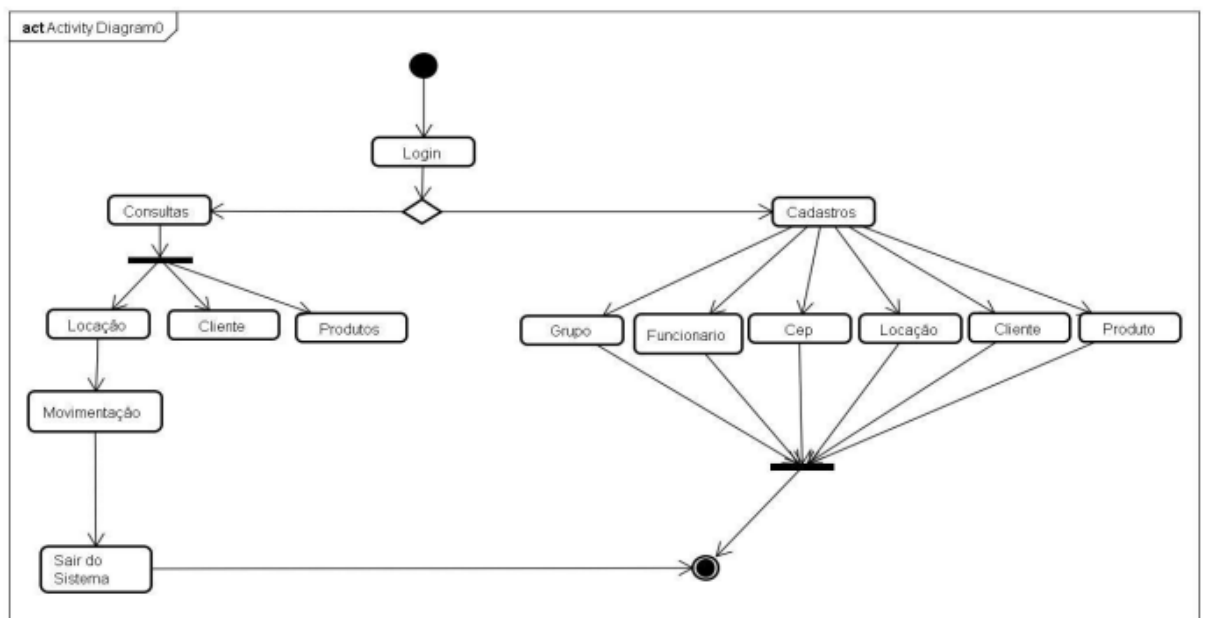 act Activity Diagram0
Login
Consultas
Cadastros
Locação
Cliente
Produtos
Grupo
Funcionario
Cep
Locação
Cliente
Produto
Movimentação
Sair do
Sistema